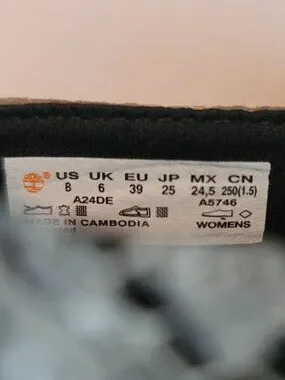 ® US UK EU JP MX CN
8 6 39 25 24,5 250(1.5)
A24DE A5746
WOMENS
MADE IN CAMBODIA